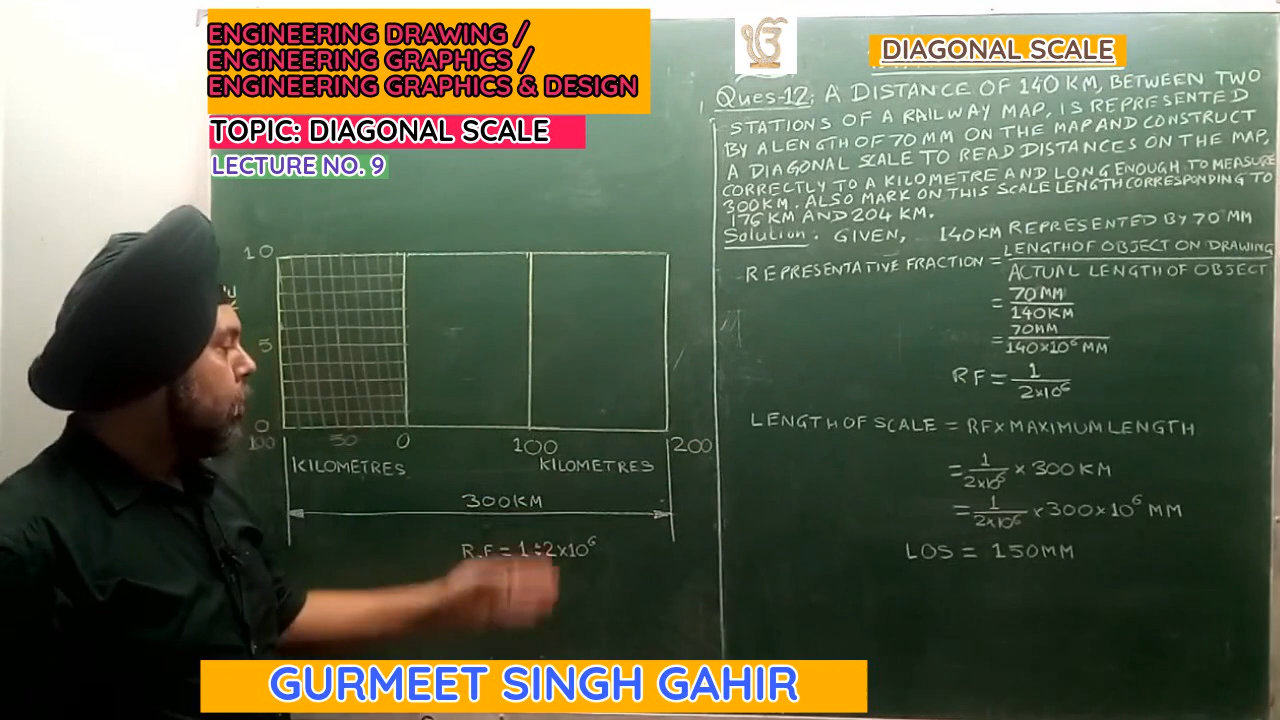 ENGINEERING DRAWING /
ENGINEERING GRAPHICS /
ENGINEERING GRAPHICS & DESIGN
TOPIC: DIAGONAL SCALE
LECTURE NO. 9
ੴ
DIAGONAL SCALE
Ques-12: A DISTANCE OF 140 KM, BETWEEN TWO
STATIONS OF A RAILWAY MAP, IS REPRESENTED
BY A LENGTH OF 70 MM ON THE MAP AND CONSTRUCT
A DIAGONAL SCALE TO READ DISTANCES ON THE MAP,
CORRECTLY TO A KILOMETRE AND LONG ENOUGH TO MEASURE
300KM. ALSO MARK ON THIS SCALE LENGTH CORRESPONDING TO
176 KM AND 204 KM.
Solution: GIVEN, 140KM REPRESENTED BY 70 MM
REPRESENTATIVE FRACTION = LENGTH OF OBJECT ON DRAWING
ACTUAL LENGTH OF OBJECT
= 70 MM
140KM
= 70MM
140×10⁶ MM
RF = 1
2×10⁶
LENGTH OF SCALE = RF×MAXIMUM LENGTH
= 1/2×10⁶ × 300 KM
= 1/2×10⁶ × 300×10⁶ MM
LOS = 150MM
10
5
0
100 50 0 100 200
KILOMETRES KILOMETRES
300KM
R.F = 1:2×10⁶
GURMEET SINGH GAHIR